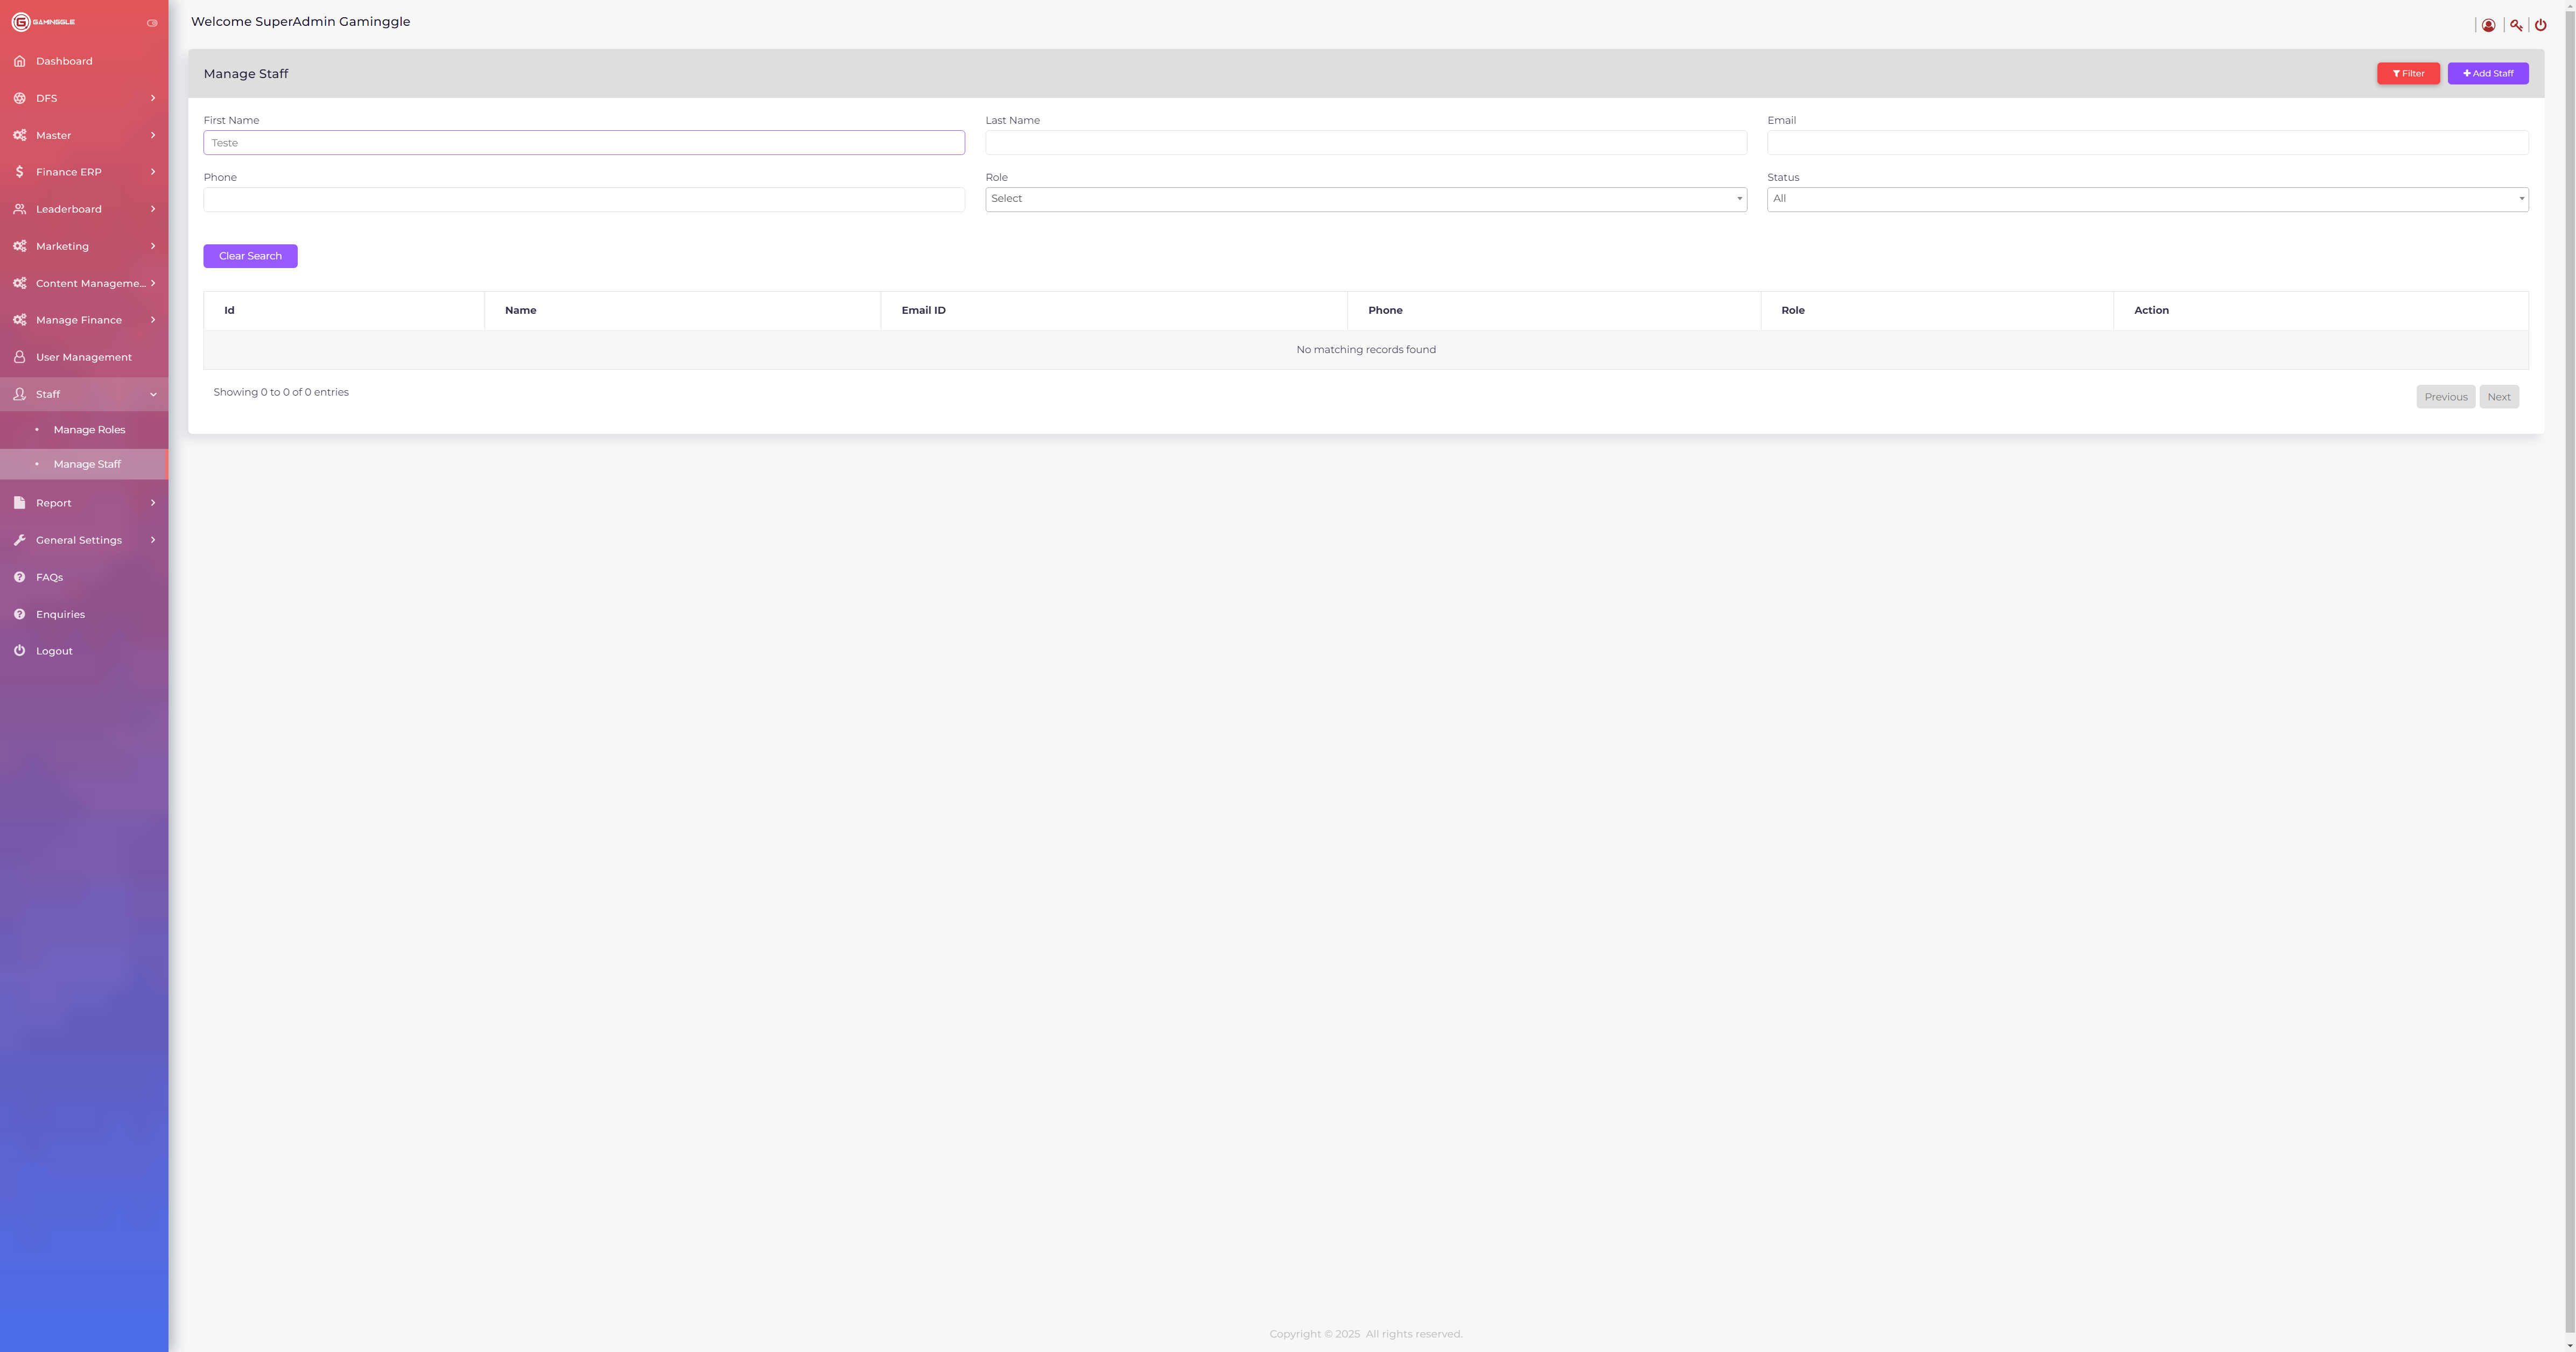 GAMINGGLE
Welcome SuperAdmin Gaminggle
Dashboard
DFS
Master
Finance ERP
Leaderboard
Marketing
Content Manageme...
Manage Finance
User Management
Staff
Manage Roles
Manage Staff
Report
General Settings
FAQs
Enquiries
Logout
Manage Staff
Filter
Add Staff
First Name
Last Name
Email
Teste
Phone
Role
Status
Select
All
Clear Search
Id Name Email ID Phone Role Action
No matching records found
Showing 0 to 0 of 0 entries
Previous Next
Copyright © 2025 All rights reserved.